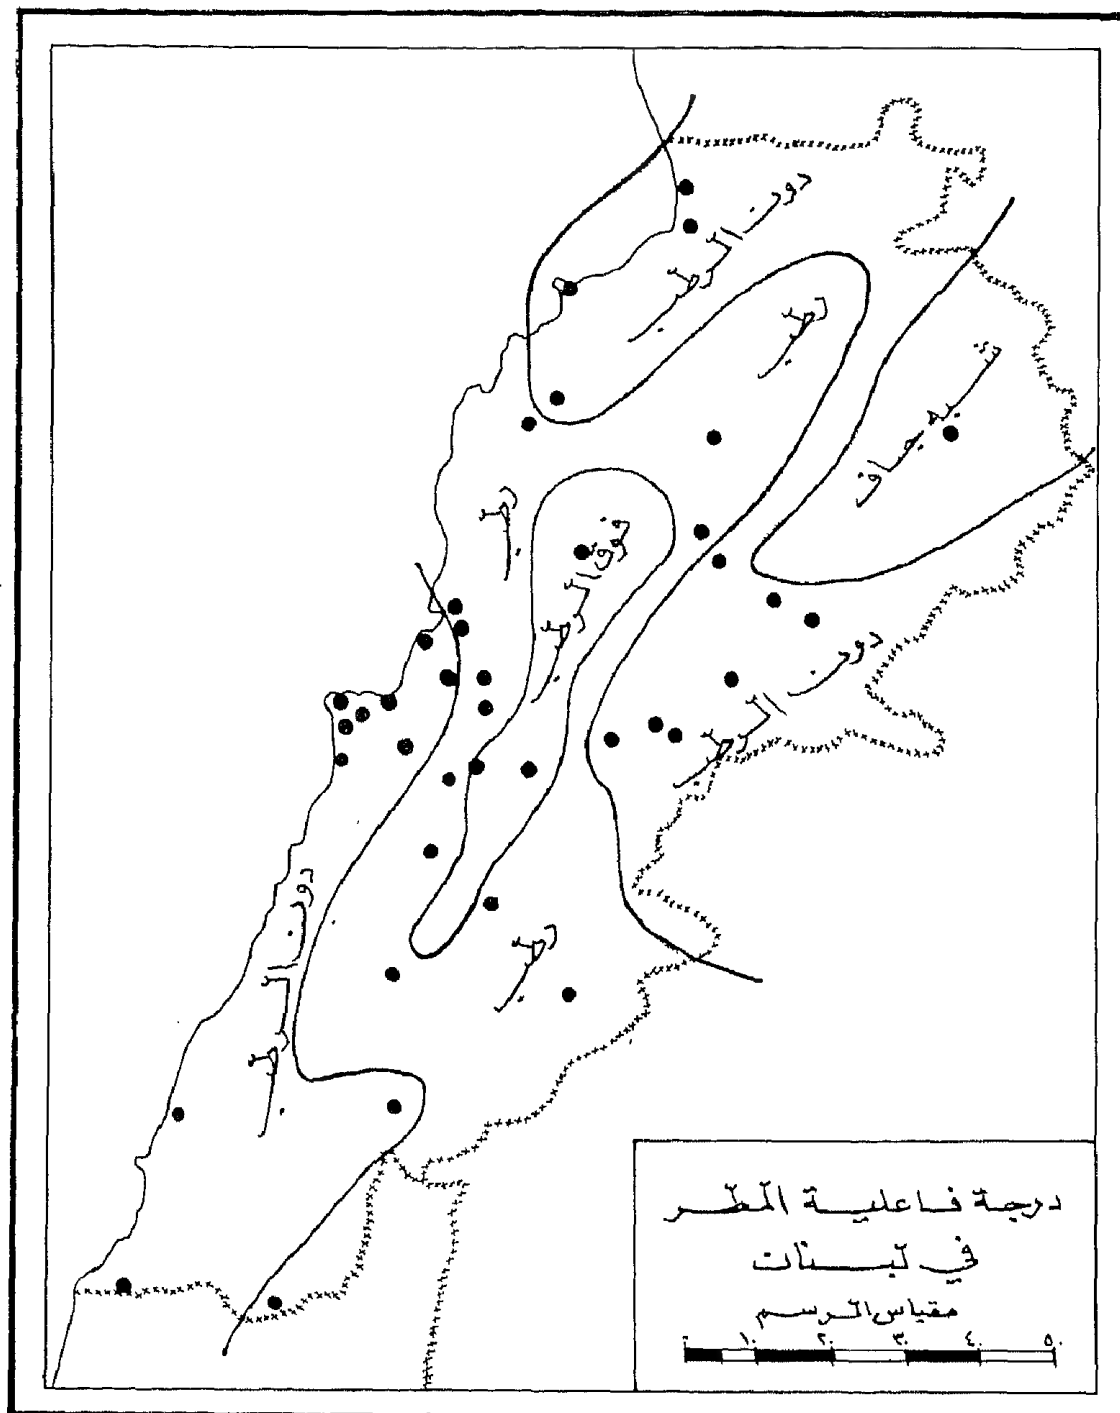 دون الرطب
رطب
شبه جاف
رطب
فوق الرطب
دون الرطب
دون الرطب
رطب
درجة فاعلية المطر
في لبنان
مقياس الرسم
٠ ١٠ ٢٠ ٣٠ ٤٠ ٥٠